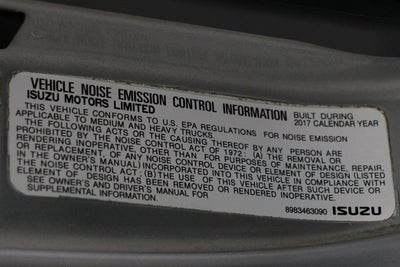 VEHICLE NOISE EMISSION CONTROL INFORMATION BUILT DURING
ISUZU MOTORS LIMITED 2017 CALENDAR YEAR
THIS VEHICLE CONFORMS TO U.S. EPA REGULATIONS FOR NOISE EMISSION
APPLICABLE TO MEDIUM AND HEAVY TRUCKS.
THE FOLLOWING ACTS OR THE CAUSING THEREOF BY ANY PERSON ARE
PROHIBITED BY THE NOISE CONTROL ACT OF 1972: (A) THE REMOVAL OR
RENDERING INOPERATIVE, OTHER THAN FOR PURPOSES OF MAINTENANCE, REPAIR,
OR REPLACEMENT, OF ANY NOISE CONTROL DEVICE OR ELEMENT OF DESIGN (LISTED
IN THE OWNER'S MANUAL) INCORPORATED INTO THIS VEHICLE IN COMPLIANCE WITH
THE NOISE CONTROL ACT; (B) THE USE OF THIS VEHICLE AFTER SUCH DEVICE OR
ELEMENT OF DESIGN HAS BEEN REMOVED OR RENDERED INOPERATIVE.
SEE OWNER'S AND DRIVER'S MANUAL FOR
SUPPLEMENTAL INFORMATION.
8983463090 ISUZU